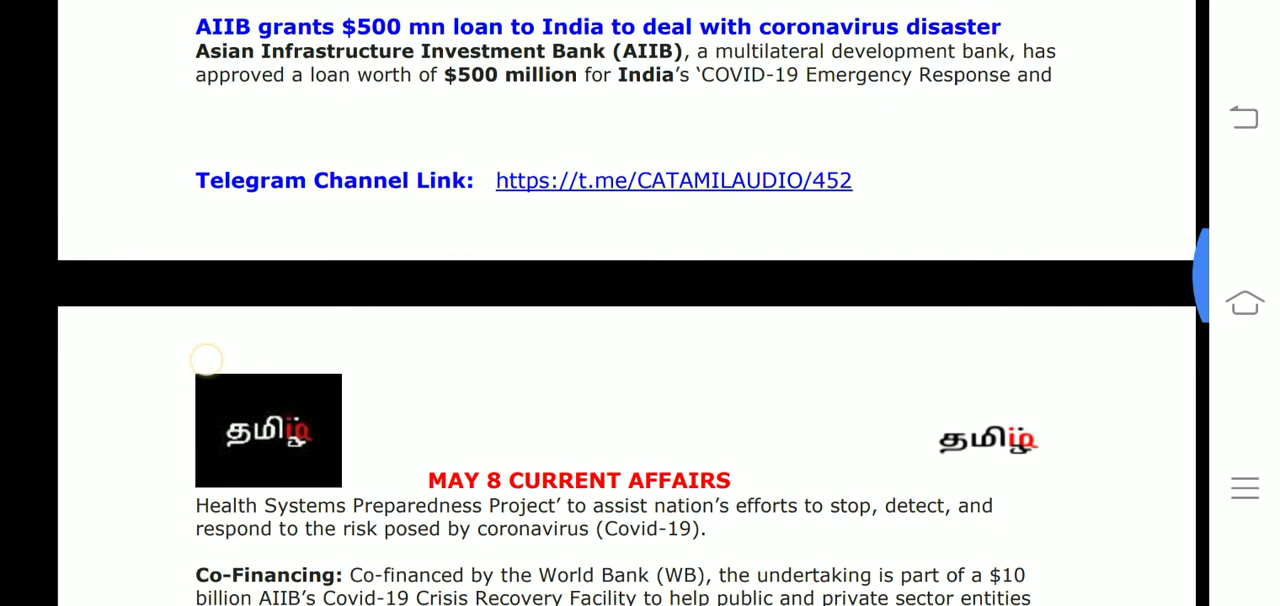 AIIB grants $500 mn loan to India to deal with coronavirus disaster
Asian Infrastructure Investment Bank (AIIB), a multilateral development bank, has
approved a loan worth of $500 million for India’s ‘COVID-19 Emergency Response and
Telegram Channel Link: https://t.me/CATAMILAUDIO/452
தமிழ்
தமிழ்
MAY 8 CURRENT AFFAIRS
Health Systems Preparedness Project’ to assist nation’s efforts to stop, detect, and
respond to the risk posed by coronavirus (Covid-19).
Co-Financing: Co-financed by the World Bank (WB), the undertaking is part of a $10
billion AIIB’s Covid-19 Crisis Recovery Facility to help public and private sector entities